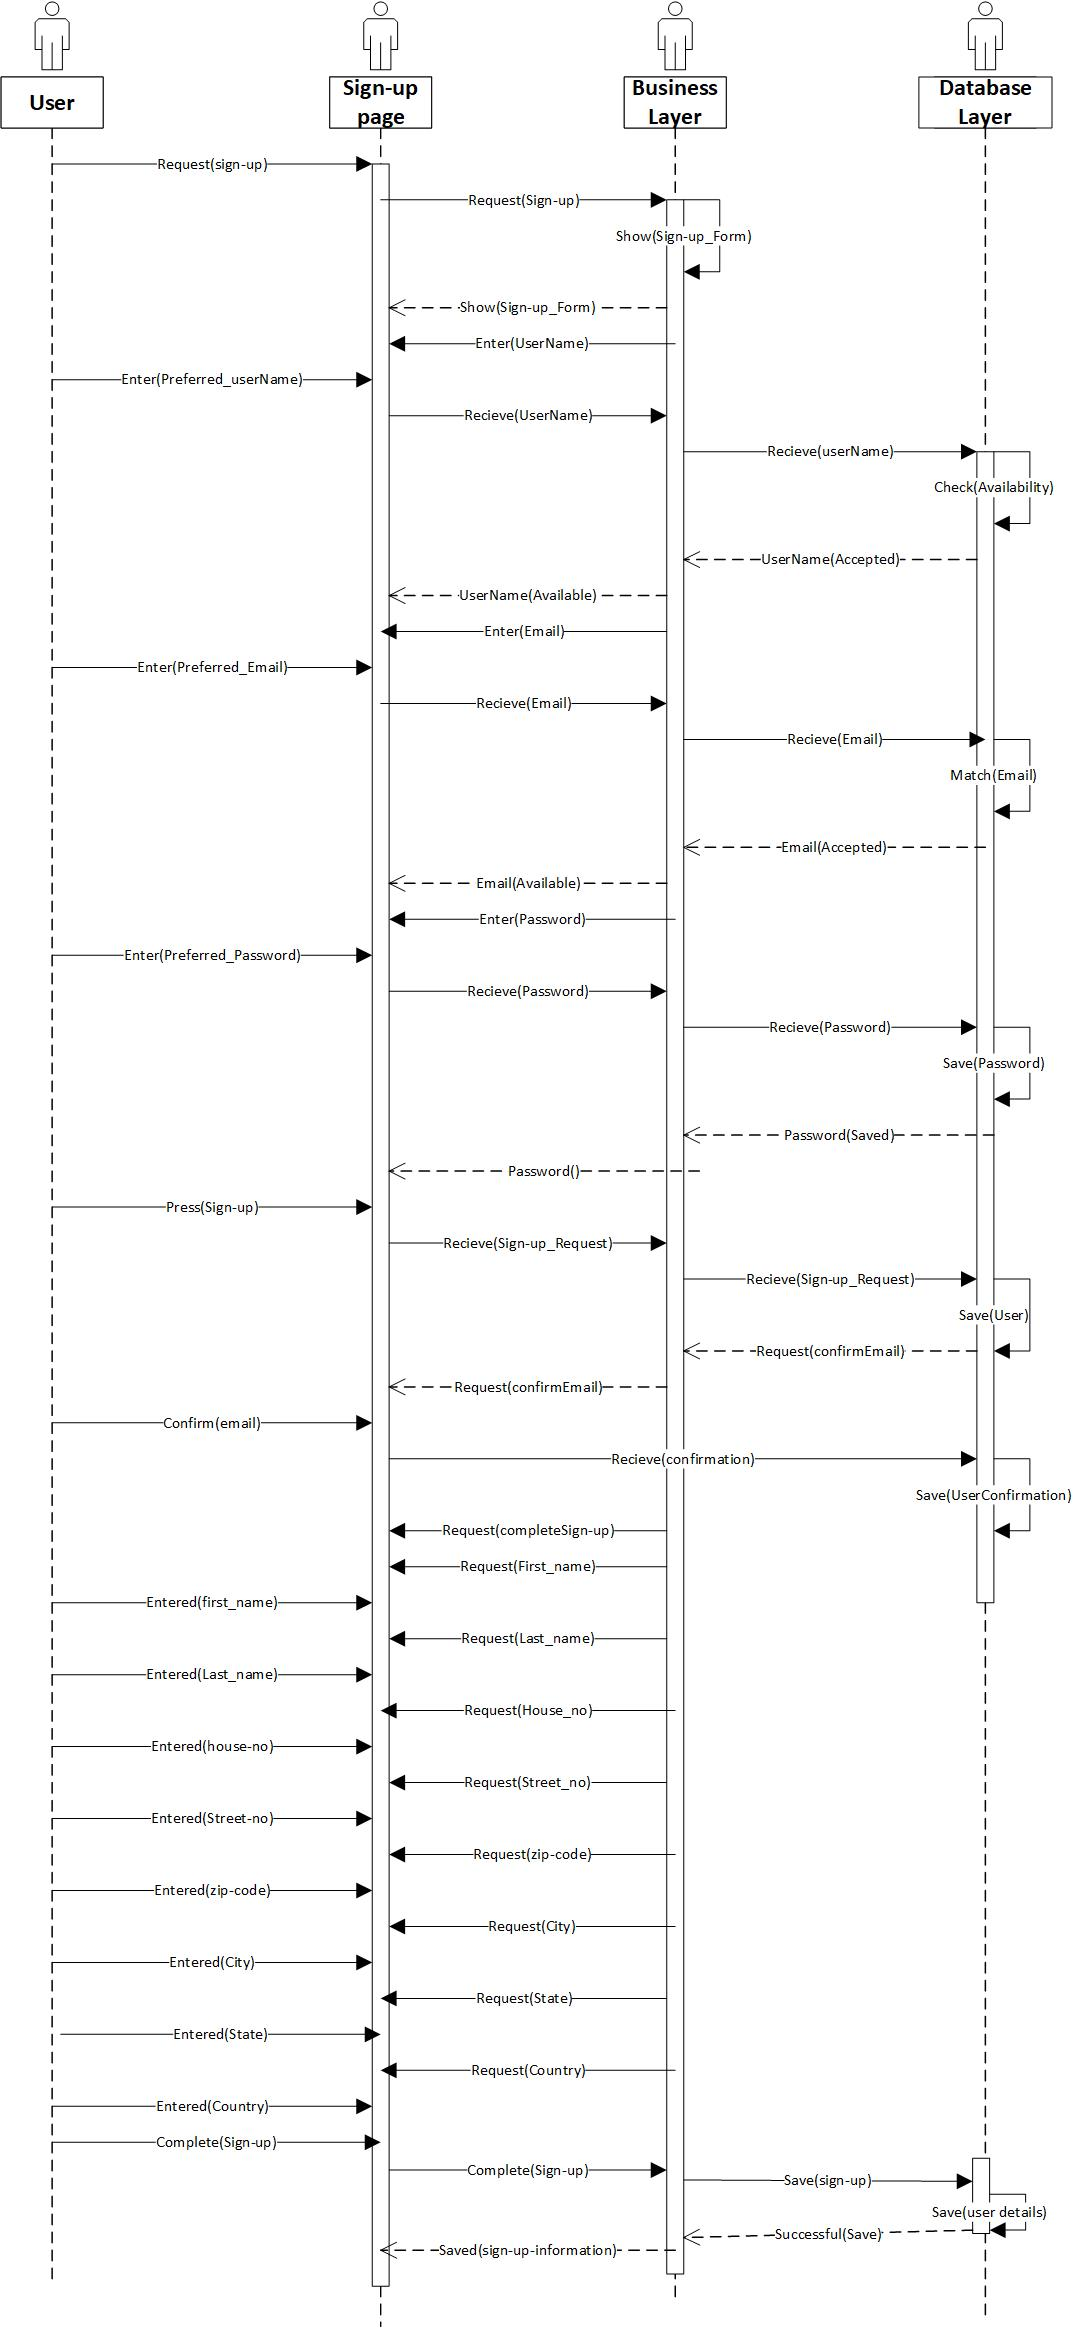 User
Sign-up
page
Business
Layer
Database
Layer
Request(sign-up)
Request(Sign-up)
Show(Sign-up_Form)
Show(Sign-up_Form)
Enter(UserName)
Enter(Preferred_userName)
Recieve(UserName)
Recieve(userName)
Check(Availability)
UserName(Accepted)
UserName(Available)
Enter(Email)
Enter(Preferred_Email)
Recieve(Email)
Recieve(Email)
Match(Email)
Email(Accepted)
Email(Available)
Enter(Password)
Enter(Preferred_Password)
Recieve(Password)
Recieve(Password)
Save(Password)
Password(Saved)
Password()
Press(Sign-up)
Recieve(Sign-up_Request)
Recieve(Sign-up_Request)
Save(User)
Request(confirmEmail)
Request(confirmEmail)
Confirm(email)
Recieve(confirmation)
Save(UserConfirmation)
Request(completeSign-up)
Request(First_name)
Entered(first_name)
Request(Last_name)
Entered(Last_name)
Request(House_no)
Entered(house-no)
Request(Street_no)
Entered(Street-no)
Request(zip-code)
Entered(zip-code)
Request(City)
Entered(City)
Request(State)
Entered(State)
Request(Country)
Entered(Country)
Complete(Sign-up)
Complete(Sign-up)
Save(sign-up)
Save(user details)
Successful(Save)
Saved(sign-up-information)